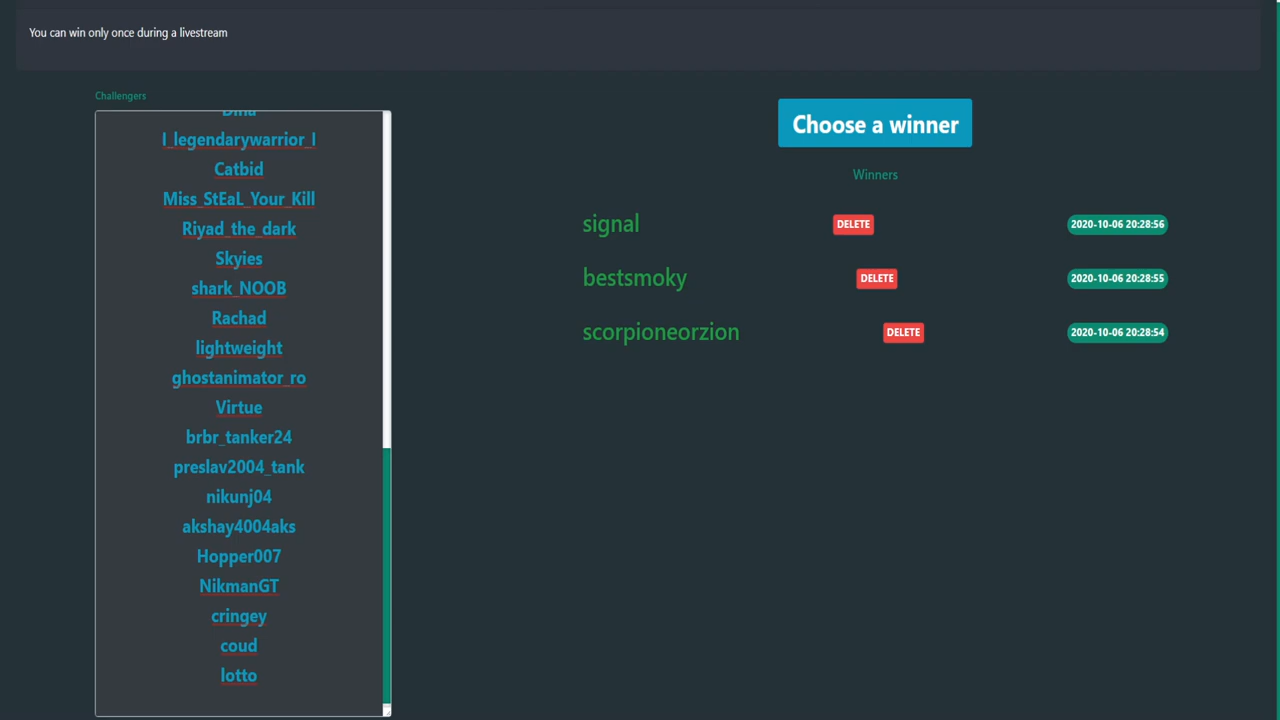 You can win only once during a livestream
Challengers
I_legendarywarrior_I
Catbid
Miss_StEaL_Your_Kill
Riyad_the_dark
Skyies
shark_NOOB
Rachad
lightweight
ghostanimator_ro
Virtue
brbr_tanker24
preslav2004_tank
nikunj04
akshay4004aks
Hopper007
NikmanGT
cringey
coud
lotto
Choose a winner
Winners
signal DELETE 2020-10-06 20:28:56
bestsmoky DELETE 2020-10-06 20:28:55
scorpioneorzion DELETE 2020-10-06 20:28:54